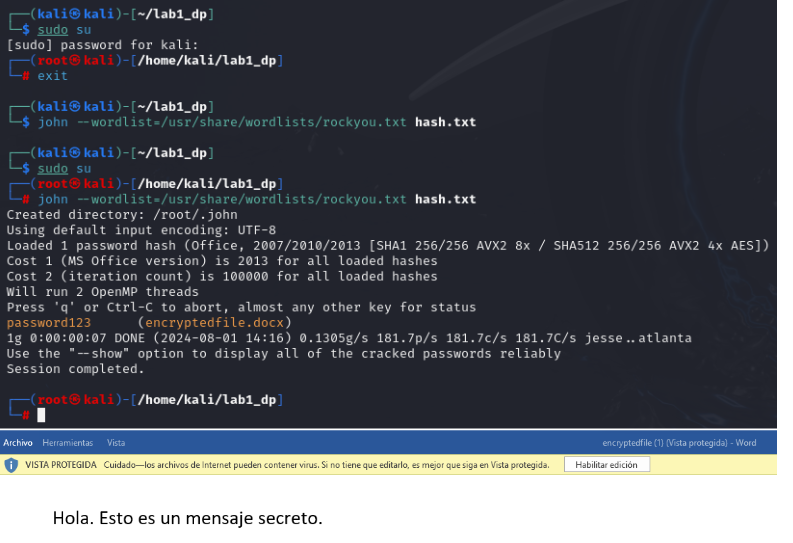 ┌──(kali㉿kali)-[~/lab1_dp]
└─$ sudo su
[sudo] password for kali:
┌──(root㉿kali)-[/home/kali/lab1_dp]
└─# exit
┌──(kali㉿kali)-[~/lab1_dp]
└─$ john --wordlist=/usr/share/wordlists/rockyou.txt hash.txt
┌──(kali㉿kali)-[~/lab1_dp]
└─$ sudo su
┌──(root㉿kali)-[/home/kali/lab1_dp]
└─# john --wordlist=/usr/share/wordlists/rockyou.txt hash.txt
Created directory: /root/.john
Using default input encoding: UTF-8
Loaded 1 password hash (Office, 2007/2010/2013 [SHA1 256/256 AVX2 8x / SHA512 256/256 AVX2 4x AES])
Cost 1 (MS Office version) is 2013 for all loaded hashes
Cost 2 (iteration count) is 100000 for all loaded hashes
Will run 2 OpenMP threads
Press 'q' or Ctrl-C to abort, almost any other key for status
password123      (encryptedfile.docx)
1g 0:00:00:07 DONE (2024-08-01 14:16) 0.1305g/s 181.7p/s 181.7c/s 181.7C/s jesse..atlanta
Use the "--show" option to display all of the cracked passwords reliably
Session completed.
┌──(root㉿kali)-[/home/kali/lab1_dp]
└─#
Archivo Herramientas Vista encryptedfile (1) (Vista protegida) - Word
VISTA PROTEGIDA Cuidado—los archivos de Internet pueden contener virus. Si no tiene que editarlo, es mejor que siga en Vista protegida. Habilitar edición
Hola. Esto es un mensaje secreto.